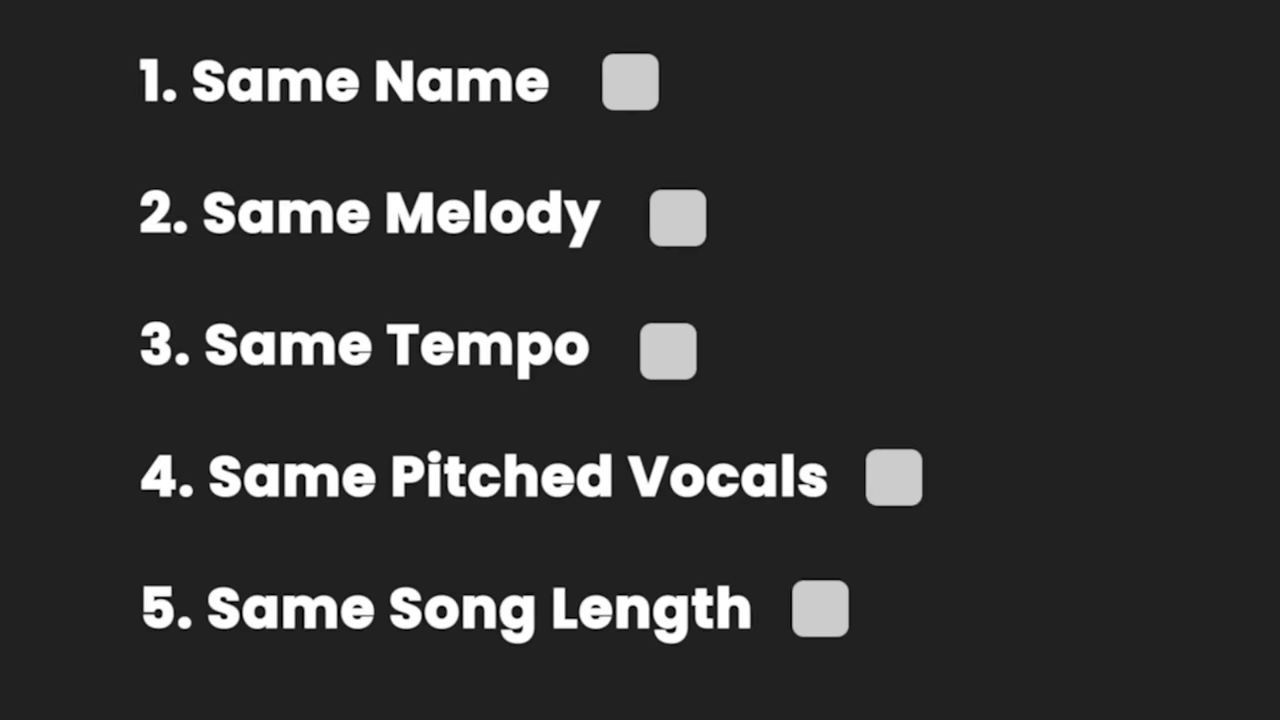 1. Same Name
2. Same Melody
3. Same Tempo
4. Same Pitched Vocals
5. Same Song Length